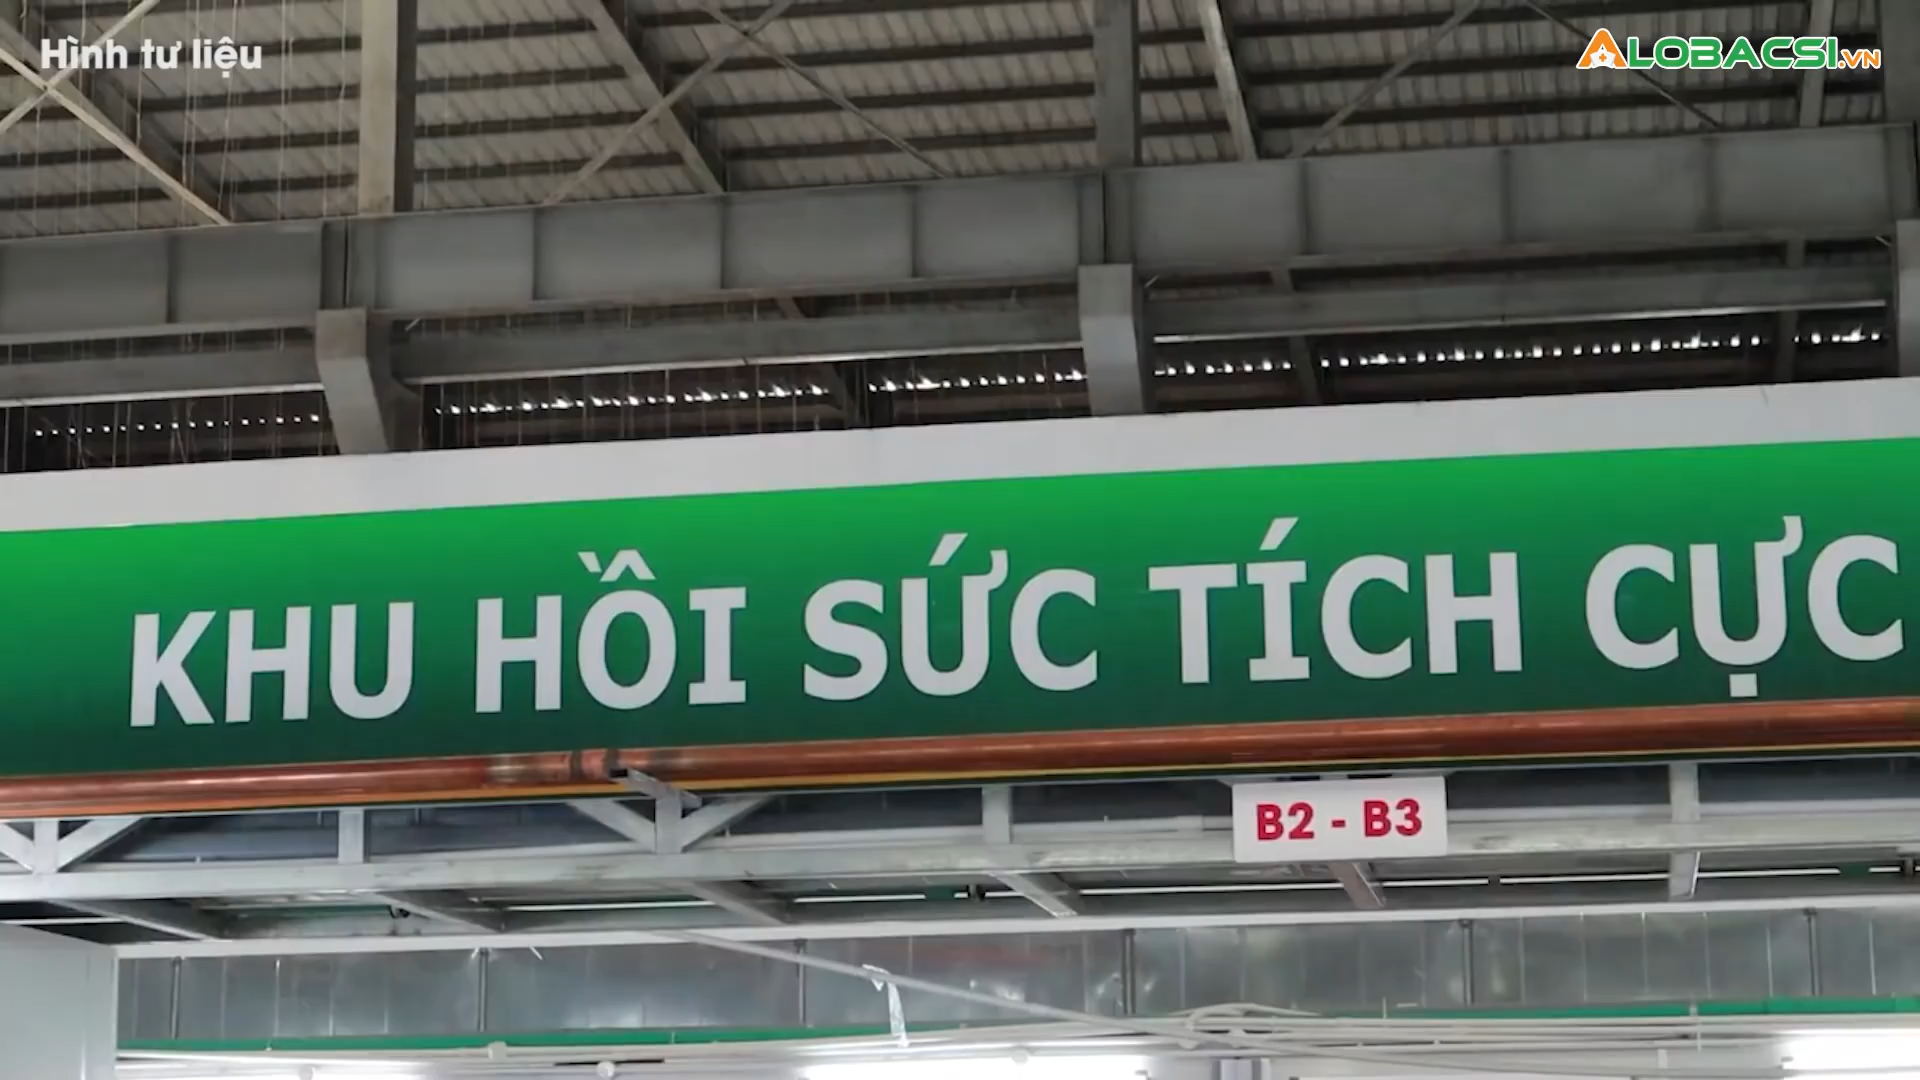 Hình tư liệu
ALOBACSI.VN
KHU HỒI SỨC TÍCH CỰC
B2 - B3